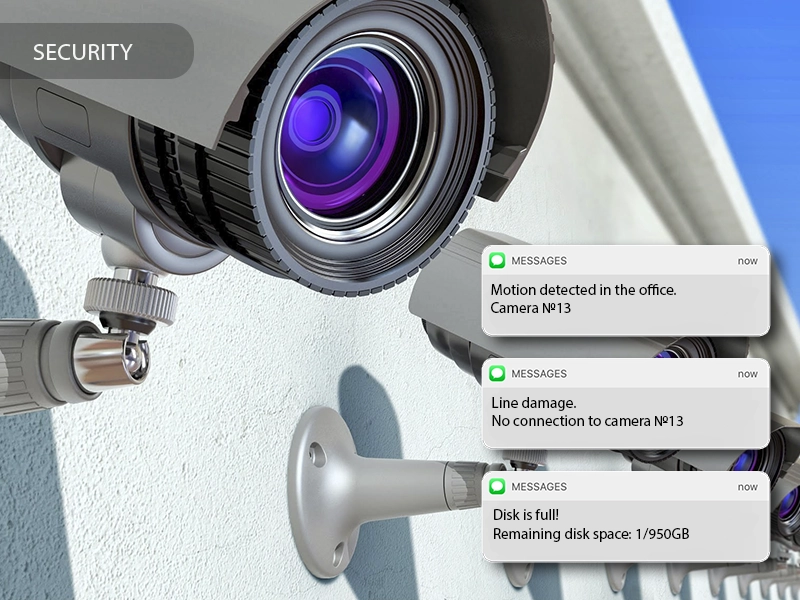 SECURITY
MESSAGES now
Motion detected in the office.
Camera №13
MESSAGES now
Line damage.
No connection to camera №13
MESSAGES now
Disk is full!
Remaining disk space: 1/950GB